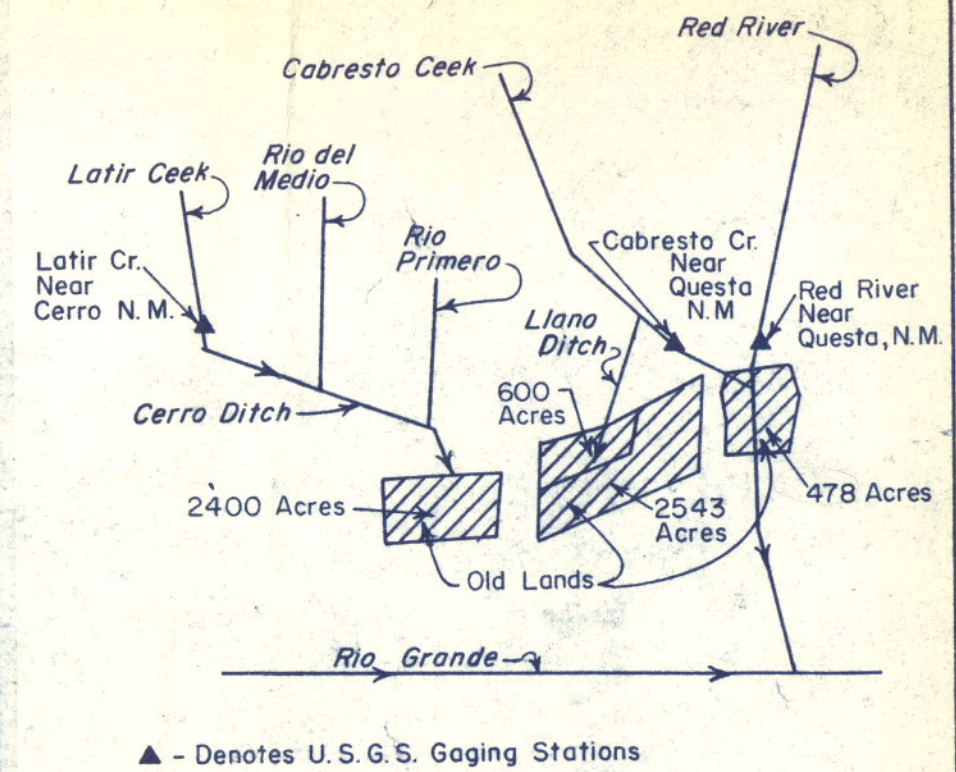 Red River
Cabresto Ceek
Rio del
Medio
Latir Ceek
Rio
Primero
Cabresto Cr.
Near
Questa
N.M
Latir Cr.
Near
Cerro N.M.
Red River
Near
Questa, N.M.
Llano
Ditch
600
Acres
Cerro Ditch
2400 Acres
478 Acres
2543
Acres
Old Lands
Rio Grande
▲ - Denotes U.S.G.S. Gaging Stations